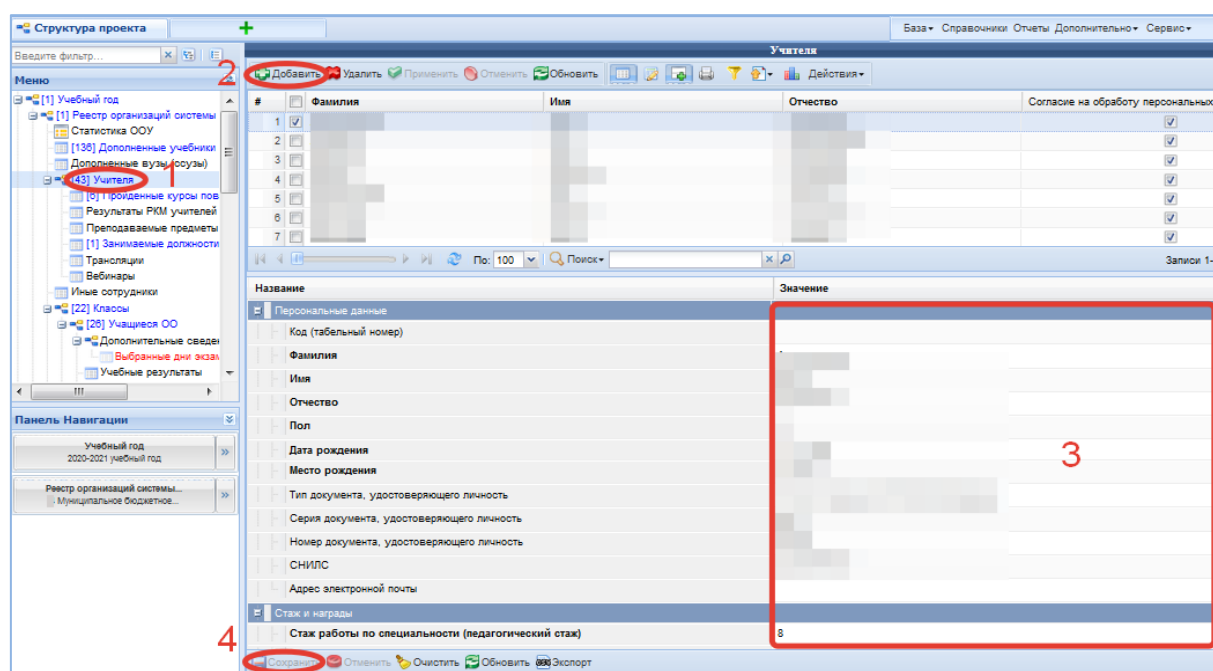 Структура проекта
База Справочники Отчеты Дополнительно Сервис
Введите фильтр...
Учителя
2
Добавить Удалить Применить Отменить Обновить Действия
Меню
[1] Учебный год
[1] Реестр организаций системы
Статистика ООУ
[136] Дополненные учебники
Дополненные вузы (ссузы)
1
[43] Учителя
[6] Пройденные курсы пов
Результаты РКМ учителей
Преподаваемые предметы
[1] Занимаемые должности
Трансляции
Вебинары
Иные сотрудники
[22] Классы
[26] Учащиеся ОО
Дополнительные сведен
Выбранные дни экзам
Учебные результаты
# Фамилия Имя Отчество Согласие на обработу персональных
1
2
3
4
5
6
7
По: 100 Поиск Записи 1-
Название Значение
Персональные данные
Код (табельный номер)
Фамилия
Имя
Отчество
Пол
Дата рождения
Место рождения
3
Тип документа, удостоверяющего личность
Серия документа, удостоверяющего личность
Номер документа, удостоверяющего личность
СНИЛС
Адрес электронной почты
Стаж и награды
Стаж работы по специальности (педагогический стаж) 8
4
Сохранить Отменить Очистить Обновить Экспорт
Панель Навигации
Учебный год
2020-2021 учебный год
Реестр организаций системы...
Муниципальное бюджетное...